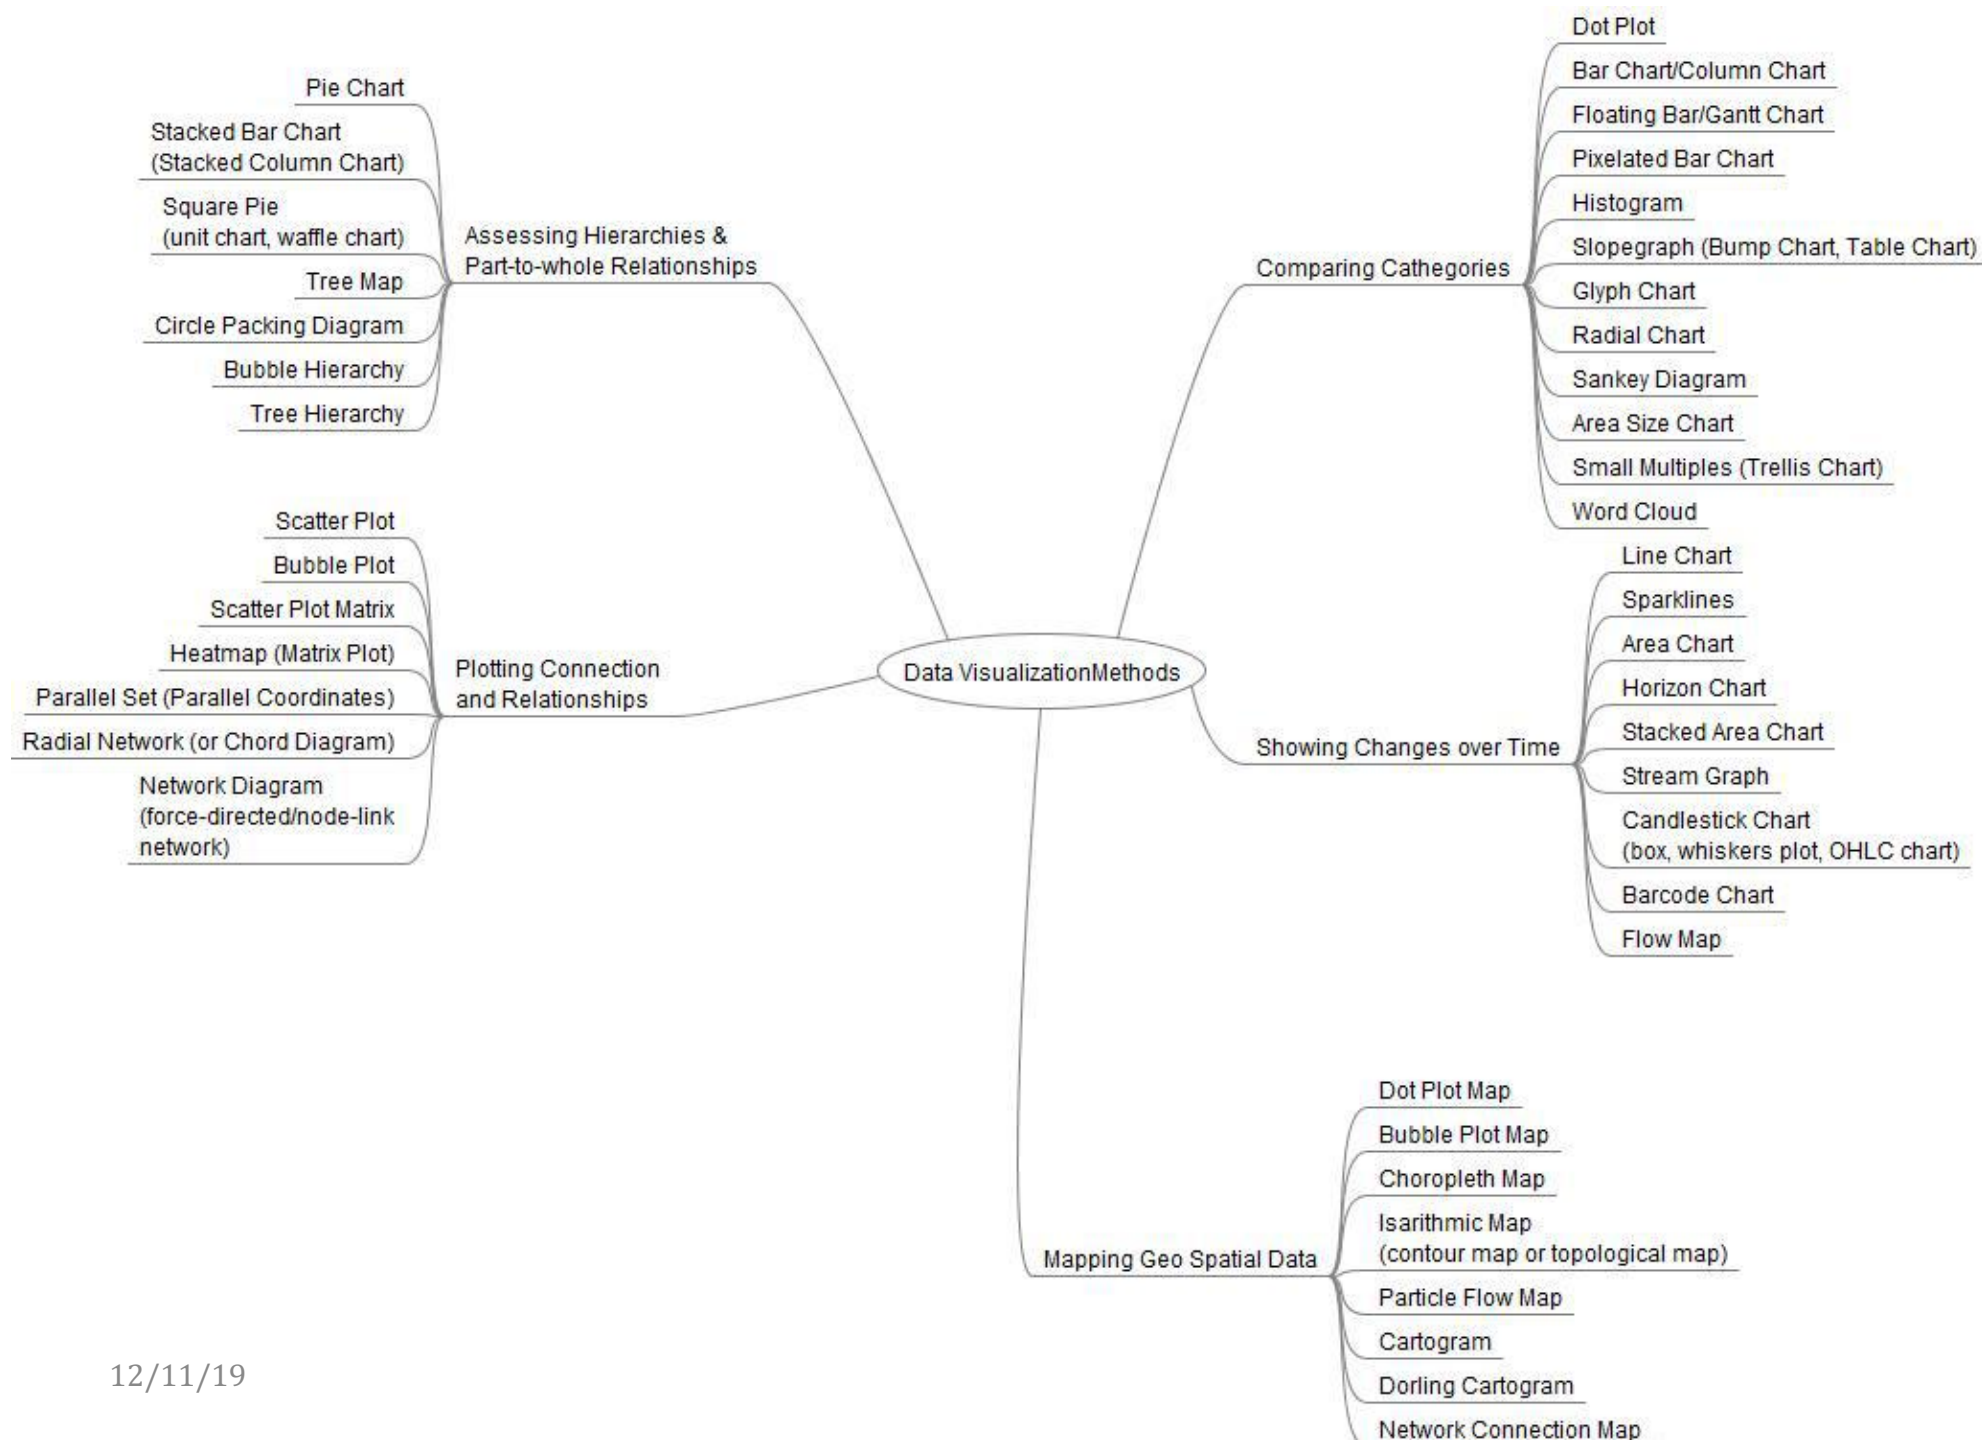 Data VisualizationMethods
Assessing Hierarchies &
Part-to-whole Relationships
Pie Chart
Stacked Bar Chart
(Stacked Column Chart)
Square Pie
(unit chart, waffle chart)
Tree Map
Circle Packing Diagram
Bubble Hierarchy
Tree Hierarchy
Plotting Connection
and Relationships
Scatter Plot
Bubble Plot
Scatter Plot Matrix
Heatmap (Matrix Plot)
Parallel Set (Parallel Coordinates)
Radial Network (or Chord Diagram)
Network Diagram
(force-directed/node-link
network)
Comparing Cathegories
Dot Plot
Bar Chart/Column Chart
Floating Bar/Gantt Chart
Pixelated Bar Chart
Histogram
Slopegraph (Bump Chart, Table Chart)
Glyph Chart
Radial Chart
Sankey Diagram
Area Size Chart
Small Multiples (Trellis Chart)
Word Cloud
Showing Changes over Time
Line Chart
Sparklines
Area Chart
Horizon Chart
Stacked Area Chart
Stream Graph
Candlestick Chart
(box, whiskers plot, OHLC chart)
Barcode Chart
Flow Map
Mapping Geo Spatial Data
Dot Plot Map
Bubble Plot Map
Choropleth Map
Isarithmic Map
(contour map or topological map)
Particle Flow Map
Cartogram
Dorling Cartogram
Network Connection Map
12/11/19